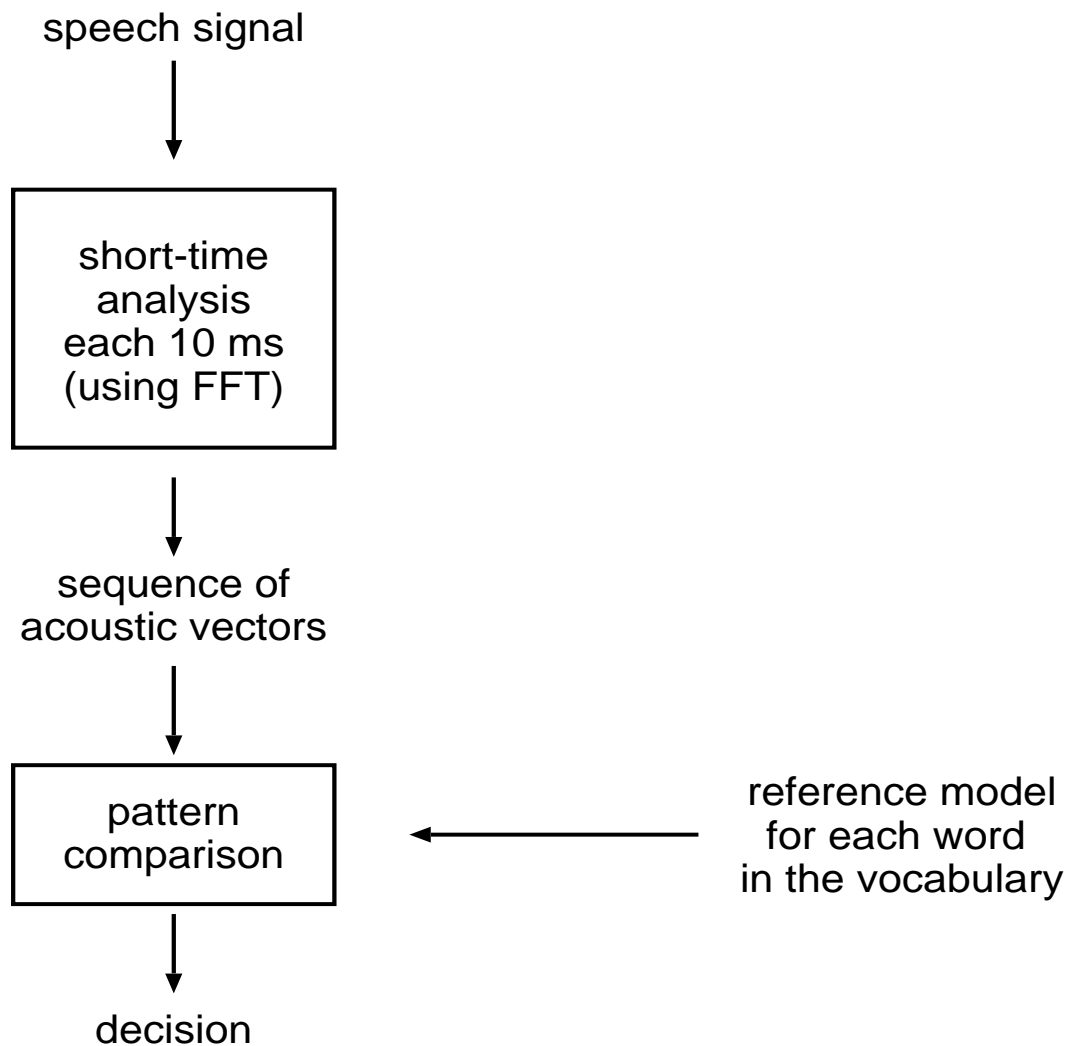 speech signal
short-time
analysis
each 10 ms
(using FFT)
sequence of
acoustic vectors
pattern
comparison
reference model
for each word
in the vocabulary
decision